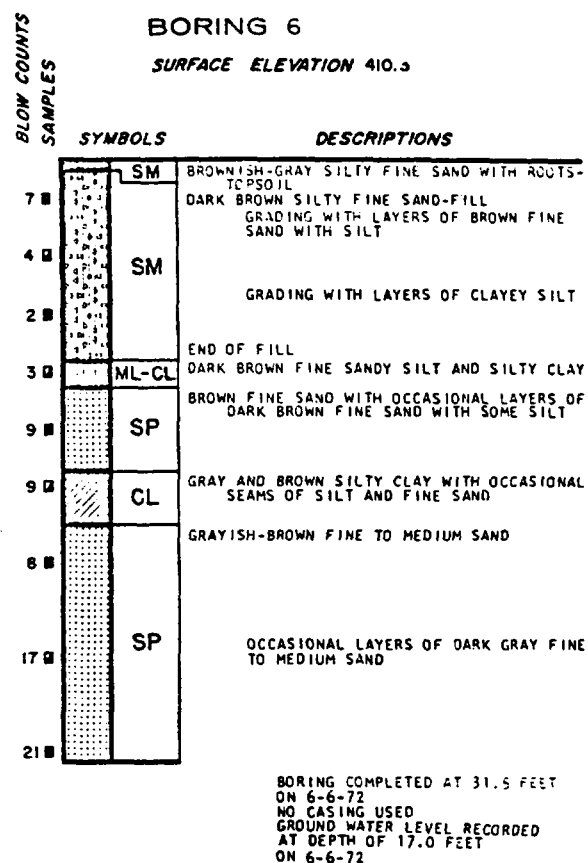 BORING 6
SURFACE ELEVATION 410.5
BLOW COUNTS
SAMPLES
SYMBOLS
DESCRIPTIONS
SM
BROWNISH-GRAY SILTY FINE SAND WITH ROOTS-
TOPSOIL
7
DARK BROWN SILTY FINE SAND-FILL
GRADING WITH LAYERS OF BROWN FINE
SAND WITH SILT
4
SM
GRADING WITH LAYERS OF CLAYEY SILT
2
END OF FILL
3
ML-CL
DARK BROWN FINE SANDY SILT AND SILTY CLAY
BROWN FINE SAND WITH OCCASIONAL LAYERS OF
DARK BROWN FINE SAND WITH SOME SILT
9
SP
9
CL
GRAY AND BROWN SILTY CLAY WITH OCCASIONAL
SEAMS OF SILT AND FINE SAND
GRAYISH-BROWN FINE TO MEDIUM SAND
8
SP
OCCASIONAL LAYERS OF DARK GRAY FINE
TO MEDIUM SAND
17
21
BORING COMPLETED AT 31.5 FEET
ON 6-6-72
NO CASING USED
GROUND WATER LEVEL RECORDED
AT DEPTH OF 17.0 FEET
ON 6-6-72